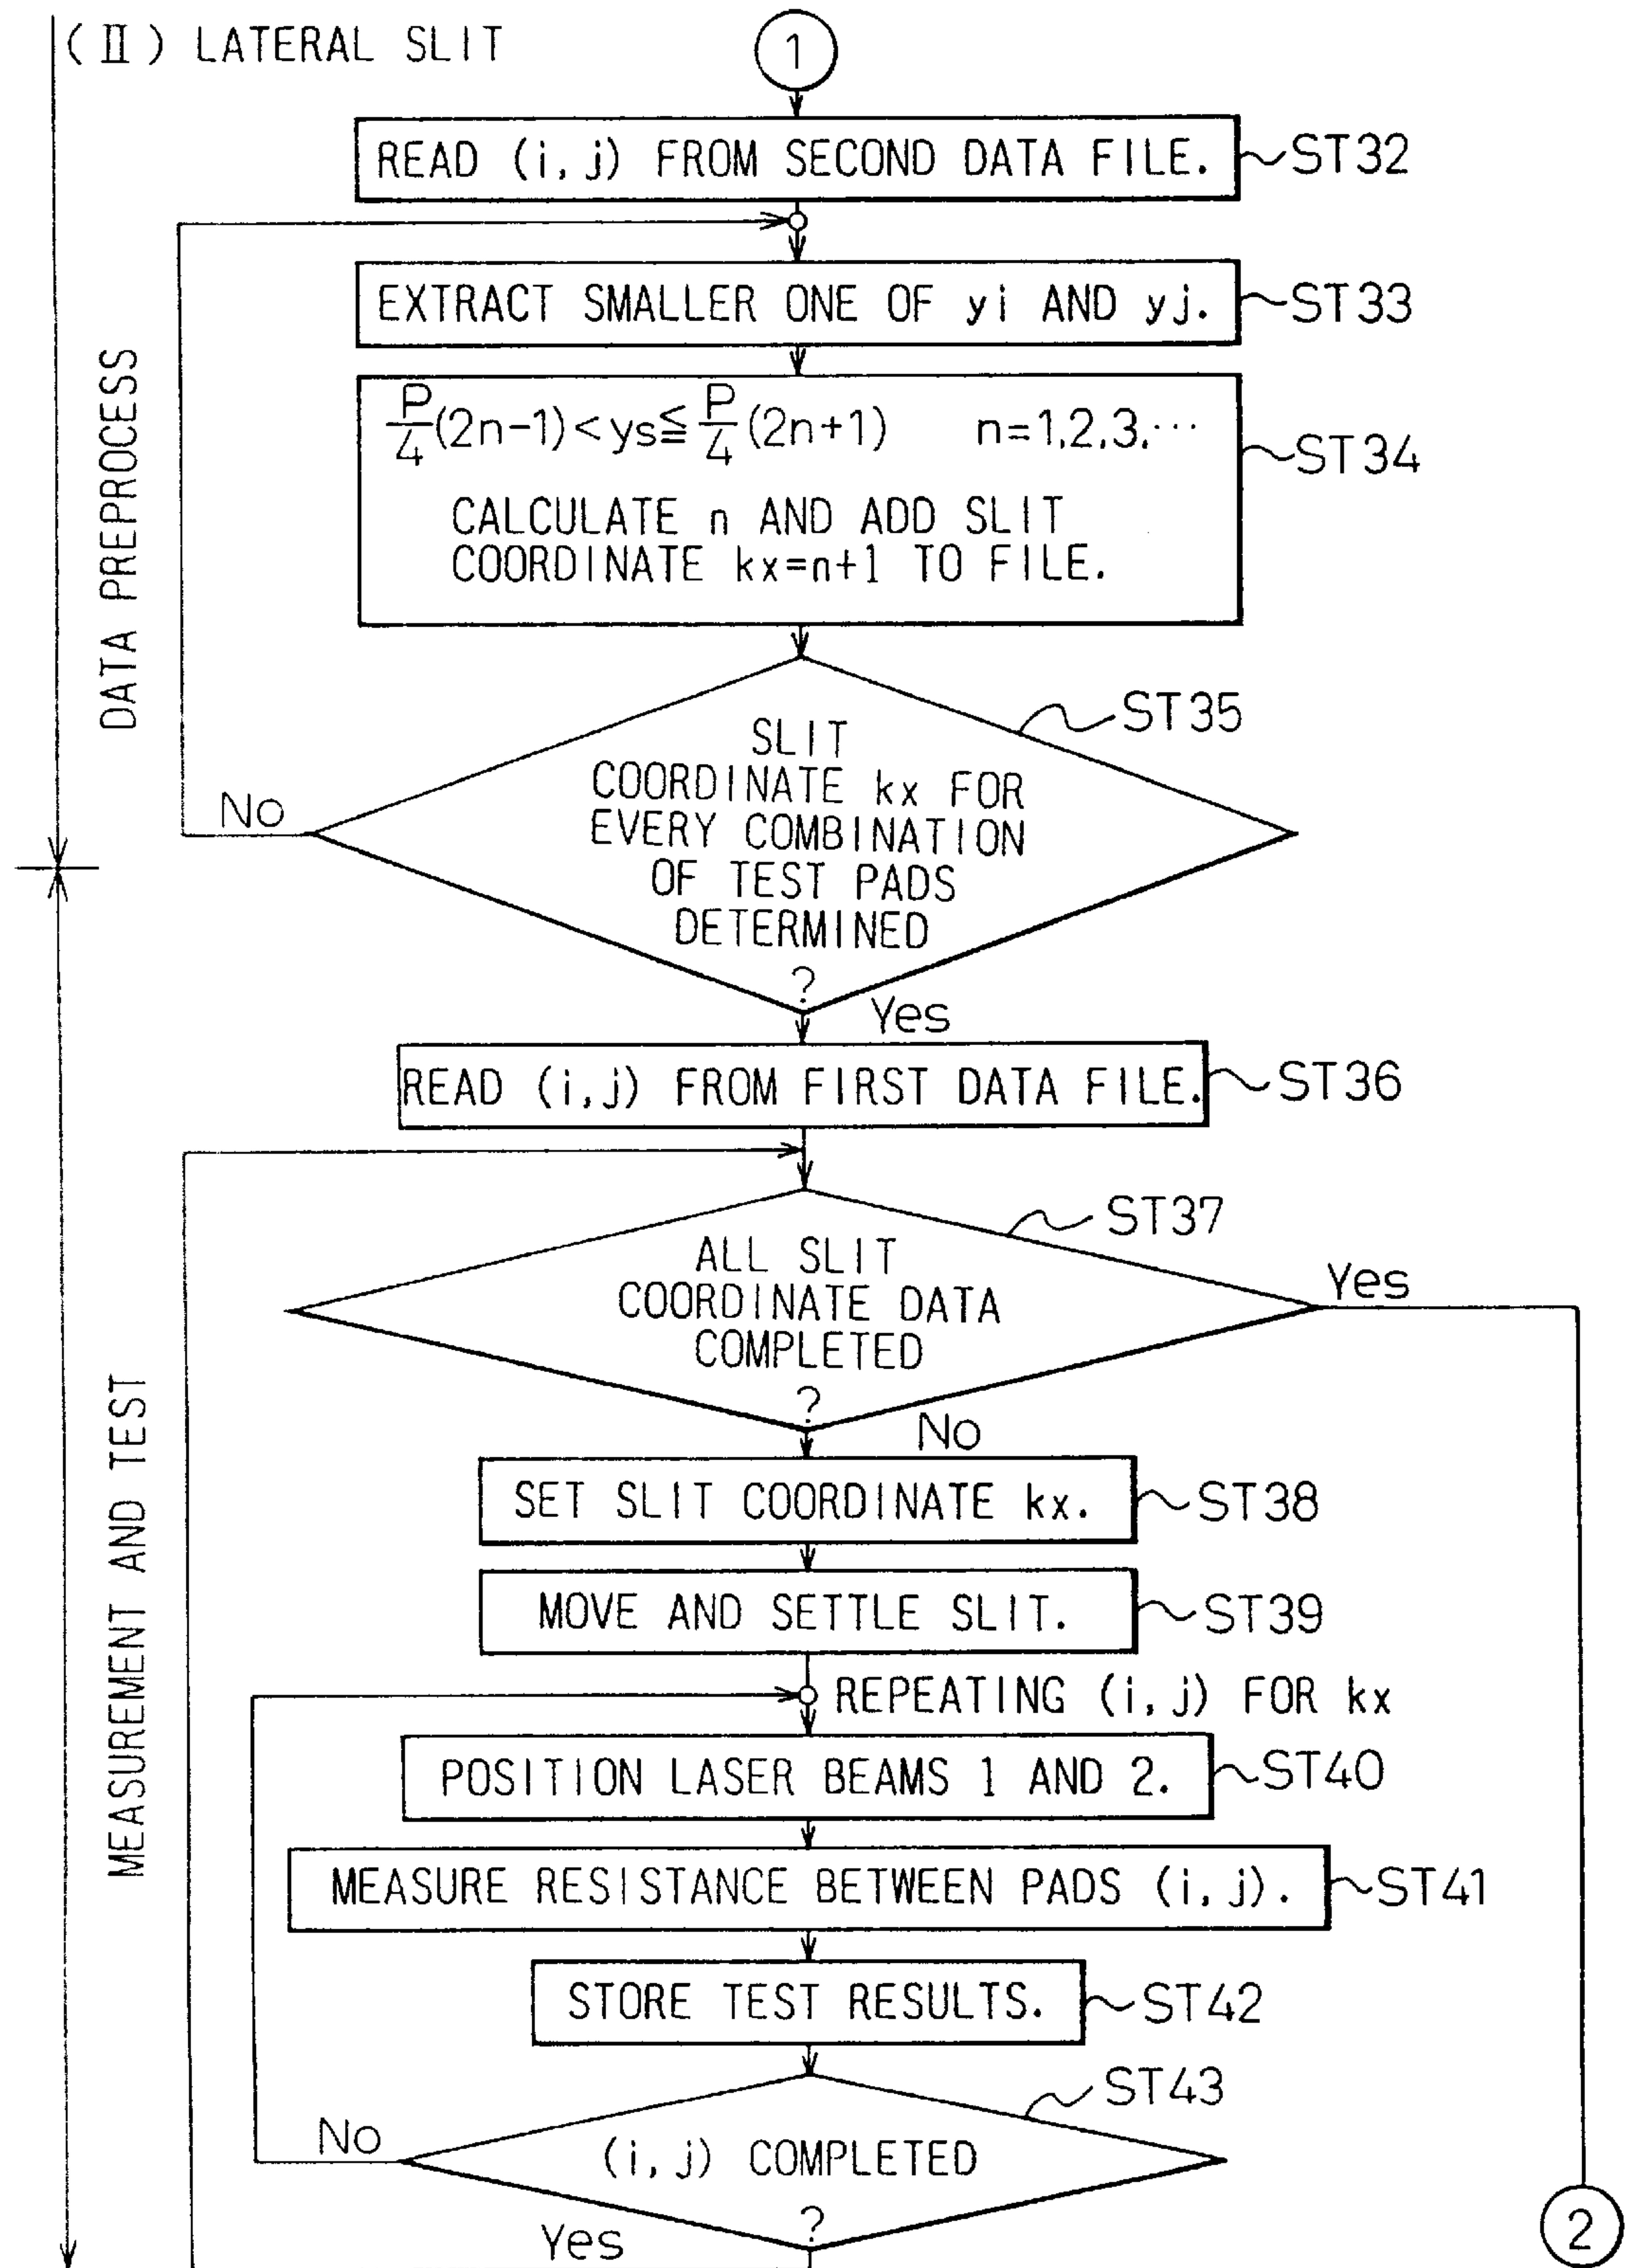 (II) LATERAL SLIT
1
READ (i,j) FROM SECOND DATA FILE.
ST32
EXTRACT SMALLER ONE OF yi AND yj.
ST33
DATA PREPROCESS
P/4(2n-1)<ys≦P/4(2n+1) n=1,2,3,···
CALCULATE n AND ADD SLIT
COORDINATE kx=n+1 TO FILE.
ST34
SLIT
COORDINATE kx FOR
EVERY COMBINATION
OF TEST PADS
DETERMINED
?
ST35
No
Yes
READ (i,j) FROM FIRST DATA FILE.
ST36
ALL SLIT
COORDINATE DATA
COMPLETED
?
ST37
Yes
No
MEASUREMENT AND TEST
SET SLIT COORDINATE kx.
ST38
MOVE AND SETTLE SLIT.
ST39
REPEATING (i,j) FOR kx
POSITION LASER BEAMS 1 AND 2.
ST40
MEASURE RESISTANCE BETWEEN PADS (i,j).
ST41
STORE TEST RESULTS.
ST42
(i,j) COMPLETED
?
ST43
No
Yes
2